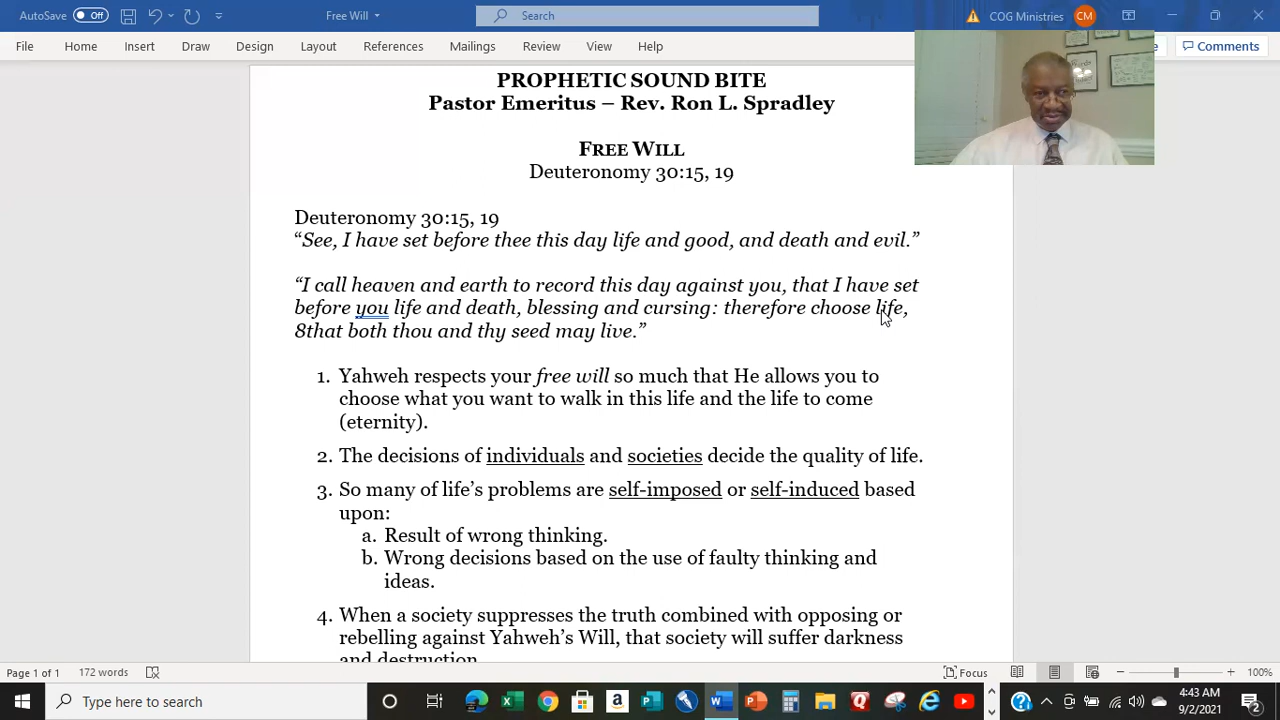 AutoSave Off Free Will Search COG Ministries CM
File Home Insert Draw Design Layout References Mailings Review View Help Comments
PROPHETIC SOUND BITE
Pastor Emeritus – Rev. Ron L. Spradley
FREE WILL
Deuteronomy 30:15, 19
Deuteronomy 30:15, 19
“See, I have set before thee this day life and good, and death and evil.”
“I call heaven and earth to record this day against you, that I have set
before you life and death, blessing and cursing: therefore choose life,
8that both thou and thy seed may live.”
1. Yahweh respects your free will so much that He allows you to
choose what you want to walk in this life and the life to come
(eternity).
2. The decisions of individuals and societies decide the quality of life.
3. So many of life’s problems are self-imposed or self-induced based
upon:
a. Result of wrong thinking.
b. Wrong decisions based on the use of faulty thinking and
ideas.
4. When a society suppresses the truth combined with opposing or
rebelling against Yahweh’s Will, that society will suffer darkness
and destruction.
Page 1 of 1 172 words Focus 100%
Type here to search 4:43 AM
9/2/2021 2